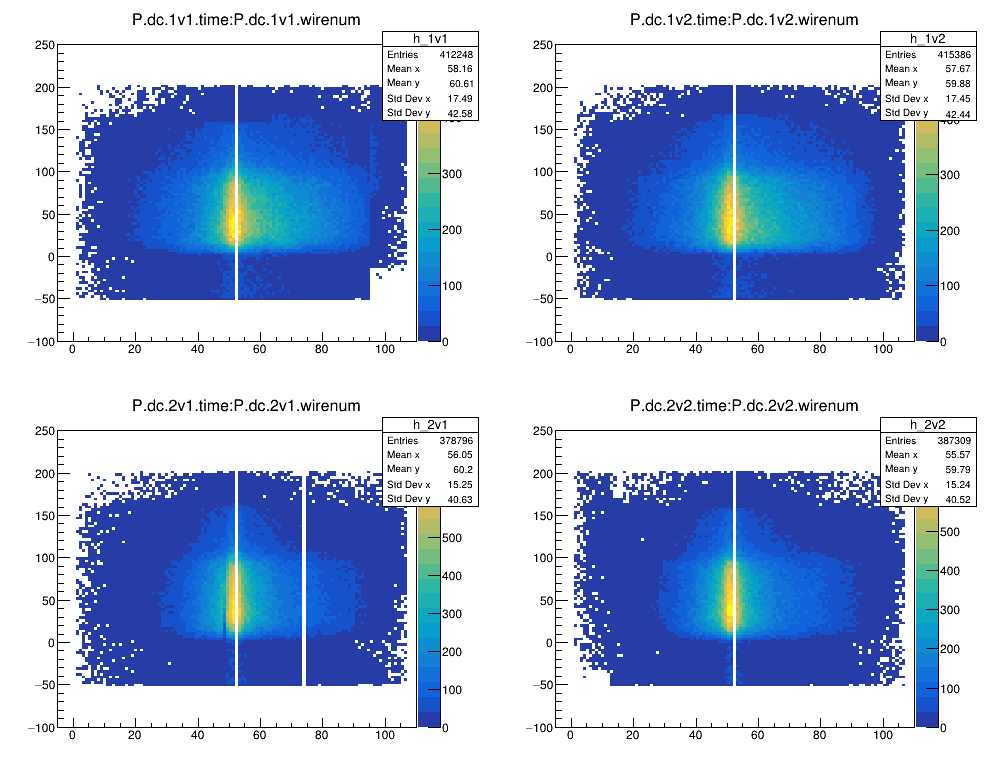 P.dc.1v1.time:P.dc.1v1.wirenum
h_1v1
Entries 412248
Mean x 58.16
Mean y 60.61
Std Dev x 17.49
Std Dev y 42.58
250
200
150
100
50
0
−50
−100
0 20 40 60 80 100
300
200
100
0
P.dc.1v2.time:P.dc.1v2.wirenum
h_1v2
Entries 415386
Mean x 57.67
Mean y 59.88
Std Dev x 17.45
Std Dev y 42.44
250
200
150
100
50
0
−50
−100
0 20 40 60 80 100
300
200
100
0
P.dc.2v1.time:P.dc.2v1.wirenum
h_2v1
Entries 378796
Mean x 56.05
Mean y 60.2
Std Dev x 15.25
Std Dev y 40.63
250
200
150
100
50
0
−50
−100
0 20 40 60 80 100
500
400
300
200
100
0
P.dc.2v2.time:P.dc.2v2.wirenum
h_2v2
Entries 387309
Mean x 55.57
Mean y 59.79
Std Dev x 15.24
Std Dev y 40.52
250
200
150
100
50
0
−50
−100
0 20 40 60 80 100
500
400
300
200
100
0